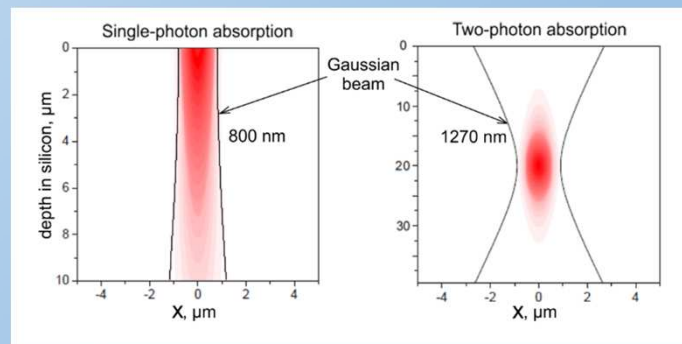 Single-photon absorption
Two-photon absorption
Gaussian
beam
800 nm
1270 nm
depth in silicon, µm
0
2
4
6
8
10
-4 -2 0 2 4
X, µm
0
10
20
30
-4 -2 0 2 4
X, µm